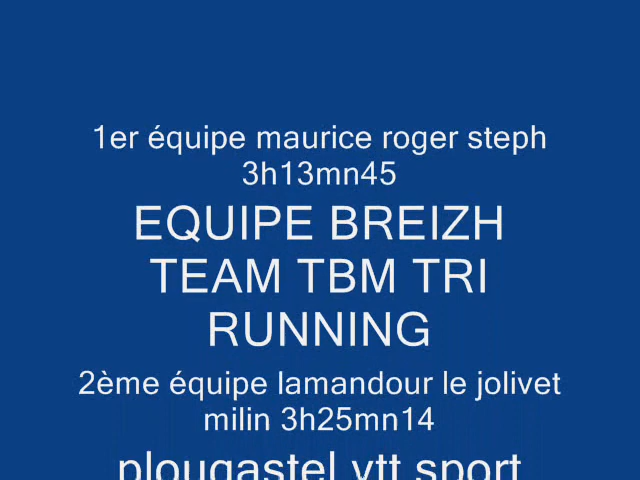 1er équipe maurice roger steph
3h13mn45
EQUIPE BREIZH
TEAM TBM TRI
RUNNING
2ème équipe lamandour le jolivet
milin 3h25mn14
plougastel vtt sport